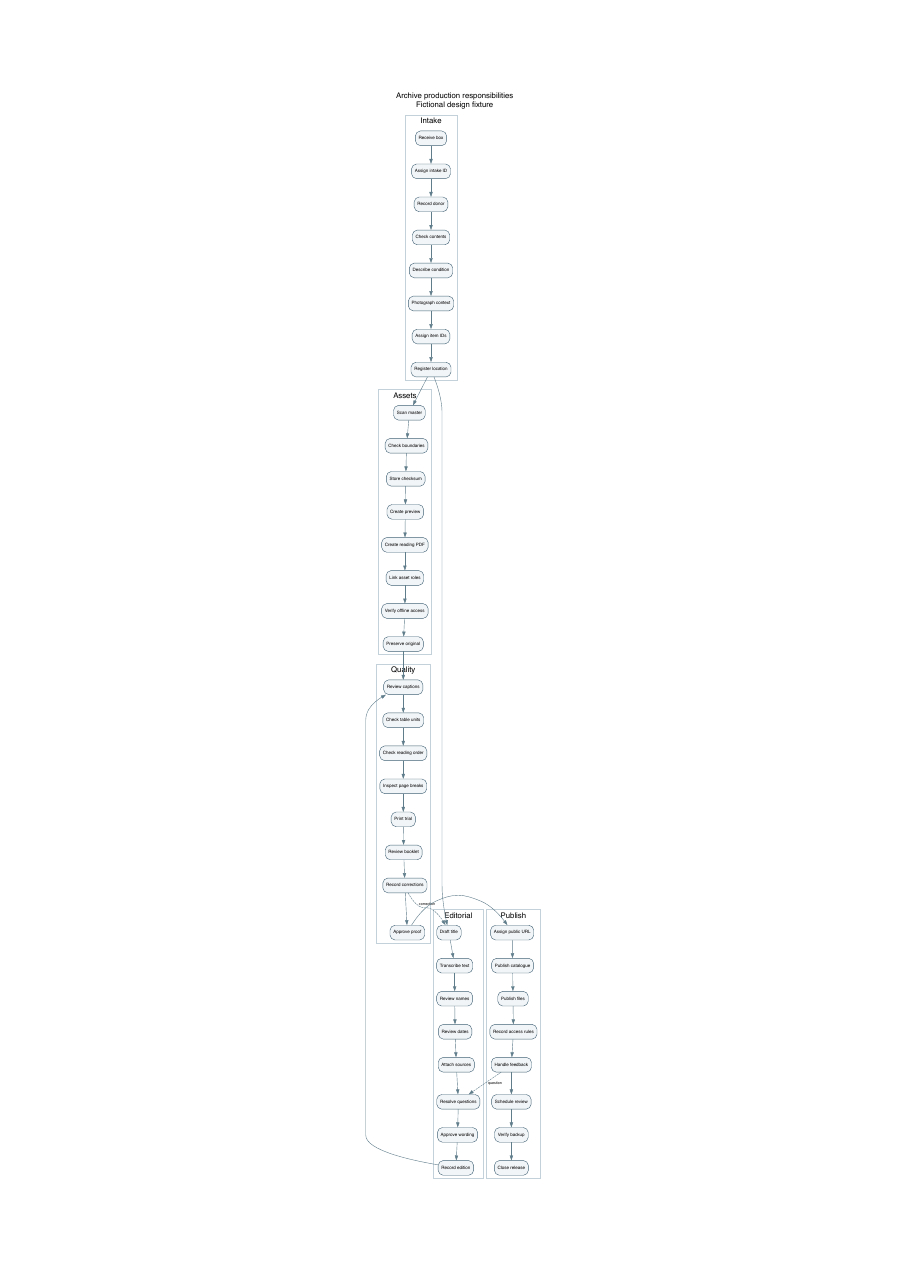 Archive production responsibilities
Fictional design fixture
Intake
Receive box
Assign intake ID
Record donor
Check contents
Describe condition
Photograph context
Assign item IDs
Register location
Assets
Scan master
Check boundaries
Store checksum
Create preview
Create reading PDF
Link asset roles
Verify offline access
Preserve original
Quality
Review captions
Check table units
Check reading order
Inspect page breaks
Print trial
Review booklet
Record corrections
correction
Approve proof
Editorial
Draft title
Transcribe text
Review names
Review dates
Attach sources
Resolve questions
Approve wording
Record edition
Publish
Assign public URL
Publish catalogue
Publish files
Record access rules
Handle feedback
question
Schedule review
Verify backup
Close release